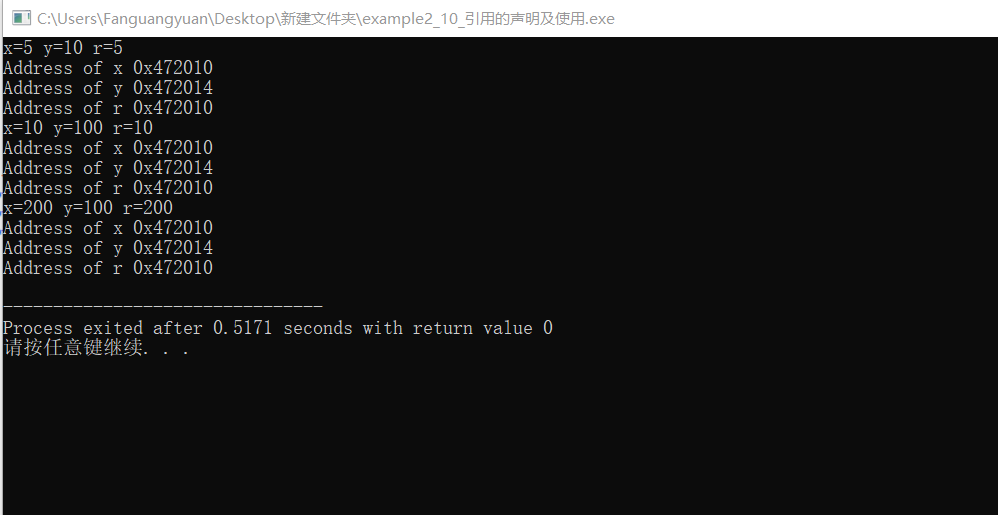 C:\Users\Fanguangyuan\Desktop\新建文件夹\example2_10_引用的声明及使用.exe
x=5 y=10 r=5
Address of x 0x472010
Address of y 0x472014
Address of r 0x472010
x=10 y=100 r=10
Address of x 0x472010
Address of y 0x472014
Address of r 0x472010
x=200 y=100 r=200
Address of x 0x472010
Address of y 0x472014
Address of r 0x472010
--------------------------------
Process exited after 0.5171 seconds with return value 0
请按任意键继续. . .